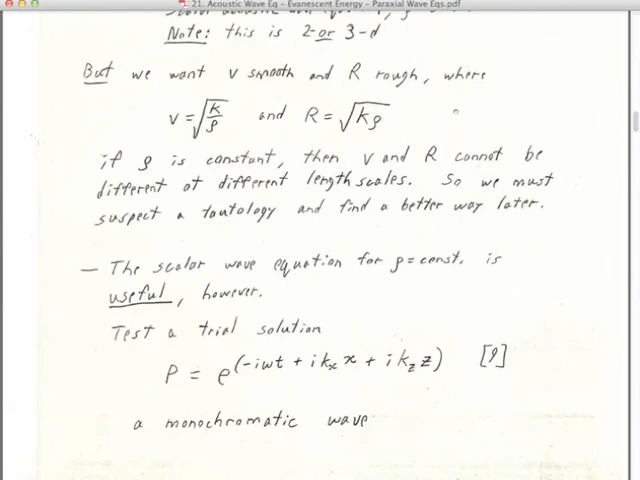 21. Acoustic Wave Eq – Evanescent Energy – Paraxial Wave Eqs.pdf
Note: this is 2- or 3-d
But we want v smooth and R rough, where
v = √(k/ρ) and R = √(kρ)
if ρ is constant, then v and R cannot be
different at different length scales. So we must
suspect a tautology and find a better way later.
— The scalar wave equation for ρ = const. is
useful, however.
Test a trial solution
P = e^(-iωt + ik_x x + ik_z z) [9]
a monochromatic wave